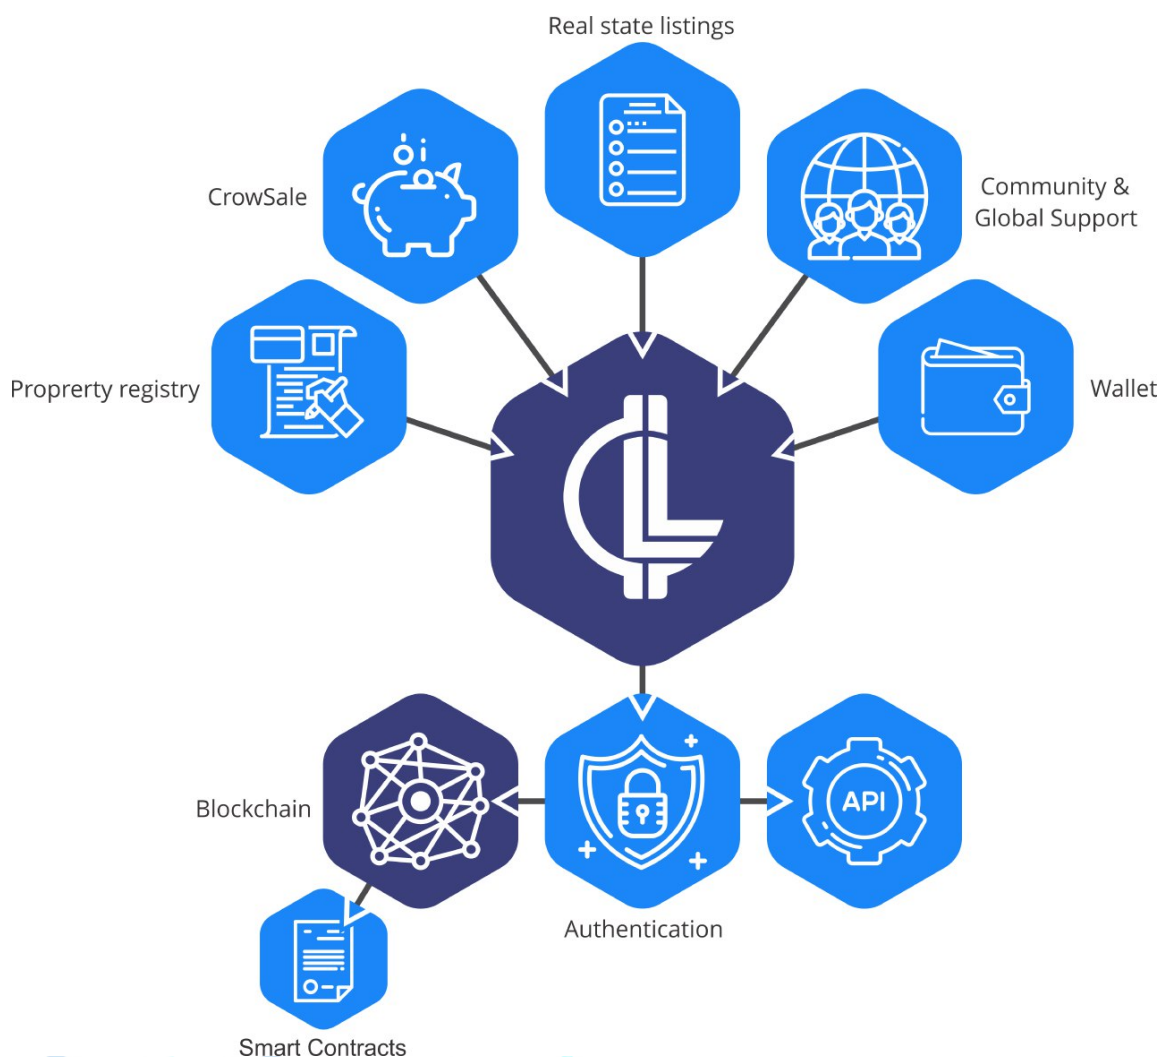 Real state listings
CrowSale
Community &
Global Support
Proprerty registry
Wallet
Blockchain
API
Authentication
Smart Contracts